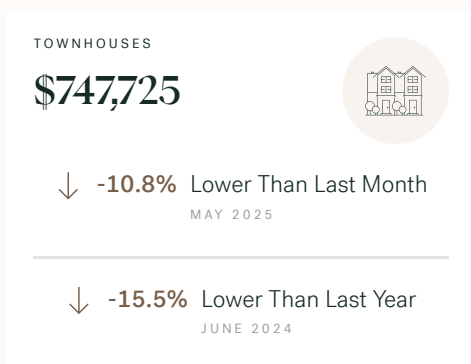 TOWNHOUSES
$747,725
-10.8% Lower Than Last Month
MAY 2025
-15.5% Lower Than Last Year
JUNE 2024